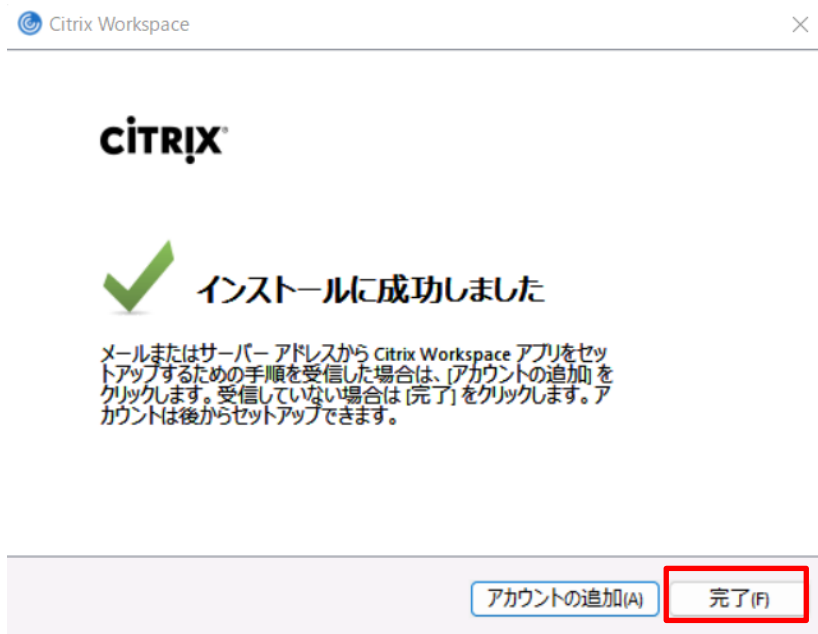 Citrix Workspace
CITRIX
インストールに成功しました
メールまたはサーバー アドレスから Citrix Workspace アプリをセッ
トアップするための手順を受信した場合は、[アカウントの追加] を
クリックします。受信していない場合は [完了] をクリックします。ア
カウントは後からセットアップできます。
アカウントの追加(A) 完了(F)